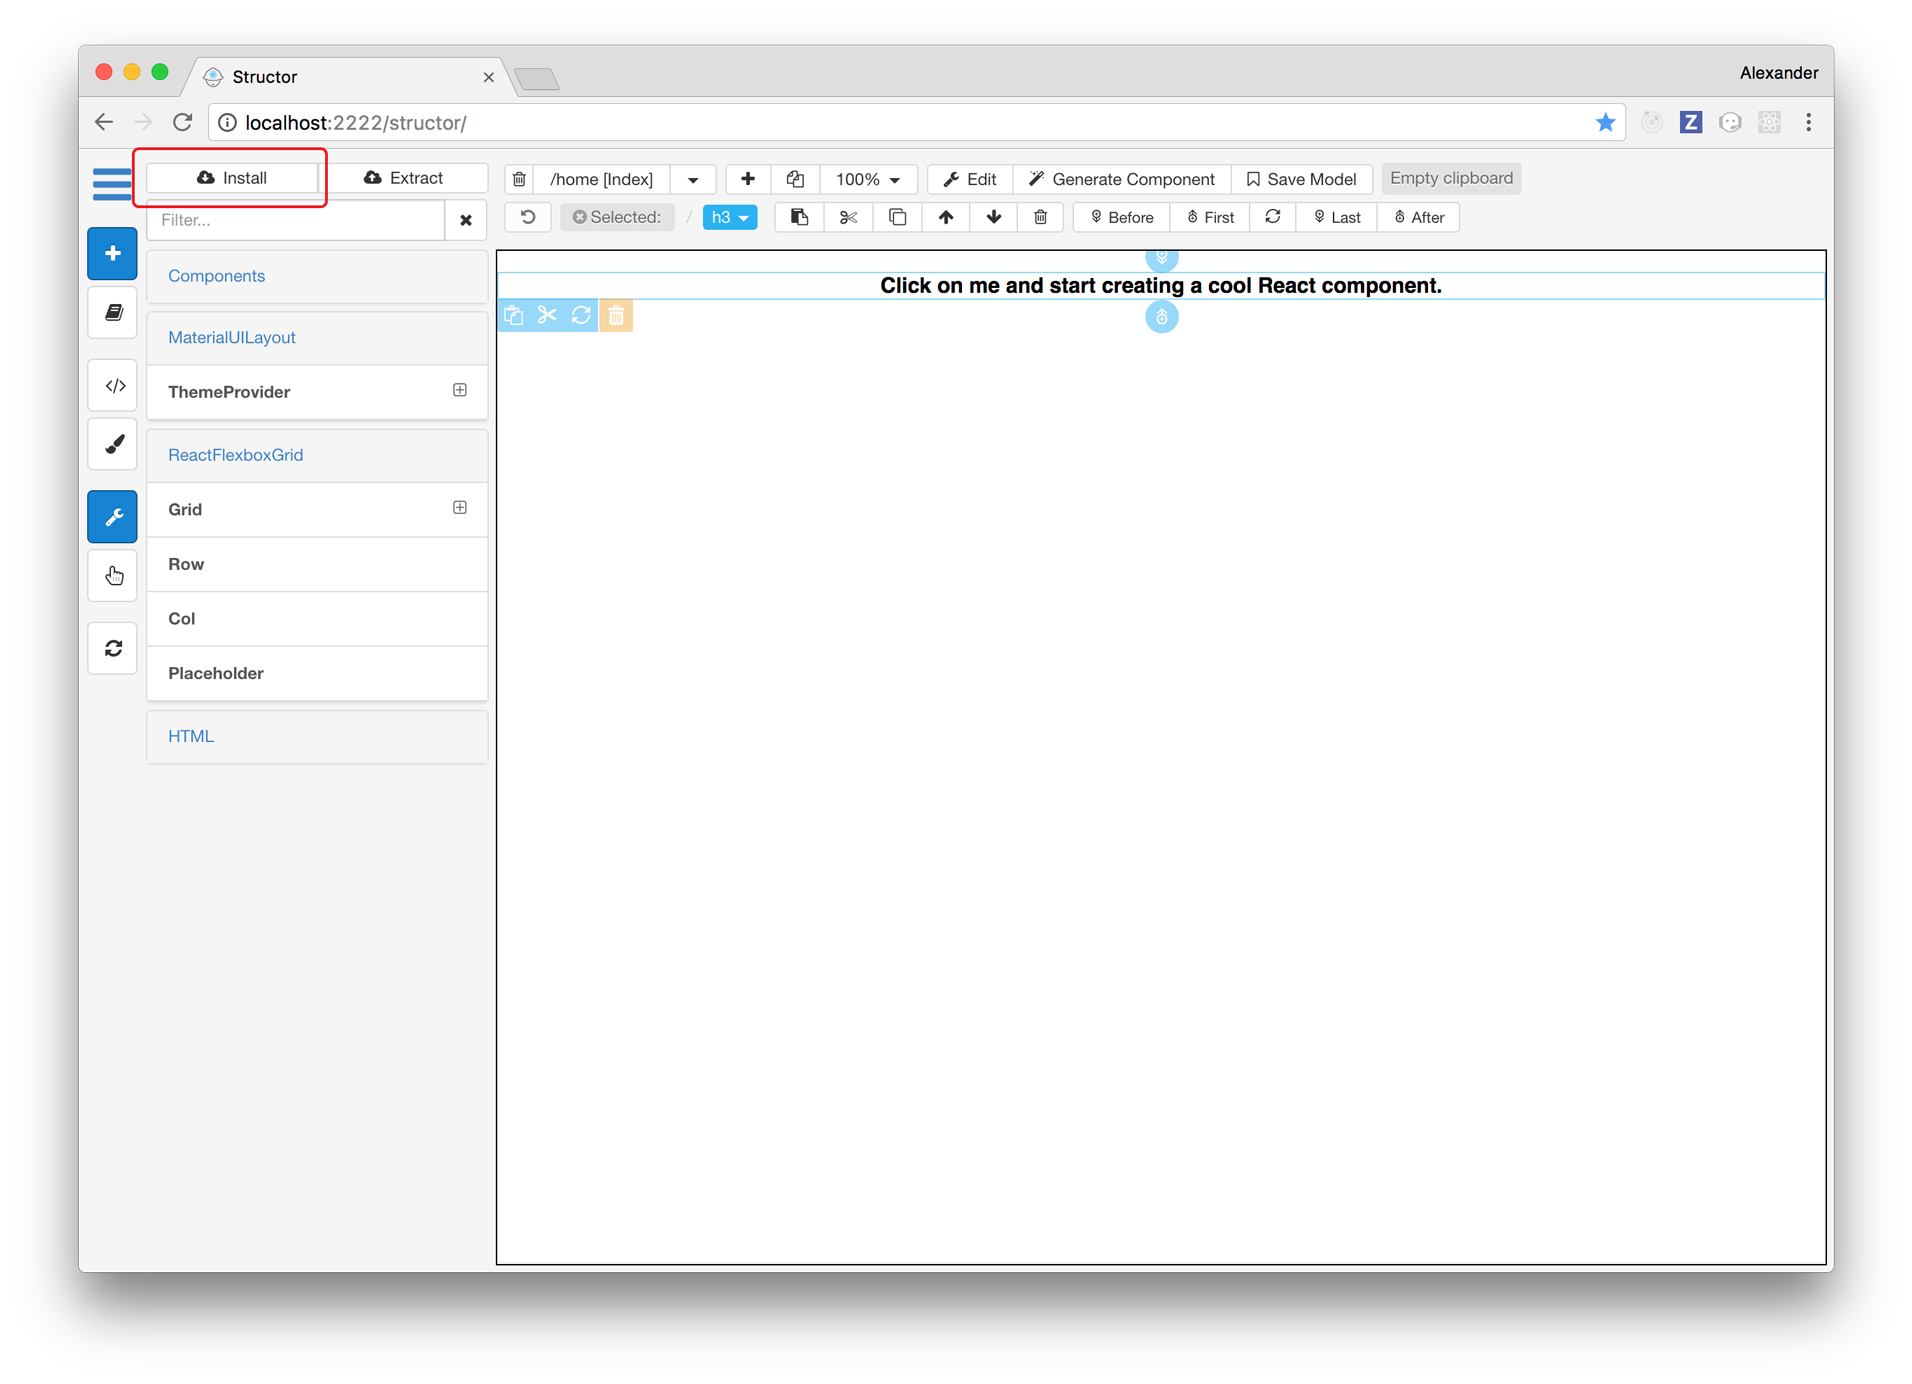 Structor
Alexander
localhost:2222/structor/
Install
Extract
/home [Index]
100%
Edit
Generate Component
Save Model
Empty clipboard
Filter...
Selected:
/
h3
Before
First
Last
After
Components
Click on me and start creating a cool React component.
MaterialUILayout
ThemeProvider
ReactFlexboxGrid
Grid
Row
Col
Placeholder
HTML
Z